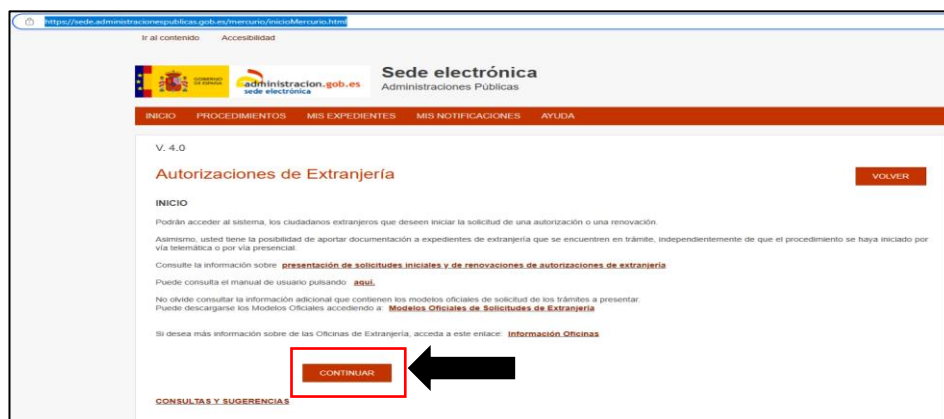 https://sede.administracionespublicas.gob.es/mercurio/inicioMercurio.html
Ir al contenido Accesibilidad
GOBIERNO
DE ESPAÑA
administracion.gob.es
sede electrónica
Sede electrónica
Administraciones Públicas
INICIO PROCEDIMIENTOS MIS EXPEDIENTES MIS NOTIFICACIONES AYUDA
V. 4.0
Autorizaciones de Extranjería
VOLVER
INICIO
Podrán acceder al sistema, los ciudadanos extranjeros que deseen iniciar la solicitud de una autorización o una renovación.
Asimismo, usted tiene la posibilidad de aportar documentación a expedientes de extranjería que se encuentren en trámite, independientemente de que el procedimiento se haya iniciado por
vía telemática o por vía presencial.
Consulte la información sobre presentación de solicitudes iniciales y de renovaciones de autorizaciones de extranjería
Puede consulta el manual de usuario pulsando aquí.
No olvide consultar la información adicional que contienen los modelos oficiales de solicitud de los trámites a presentar.
Puede descargarse los Modelos Oficiales accediendo a: Modelos Oficiales de Solicitudes de Extranjería
Si desea más información sobre de las Oficinas de Extranjería, acceda a este enlace: Información Oficinas
CONTINUAR
CONSULTAS Y SUGERENCIAS